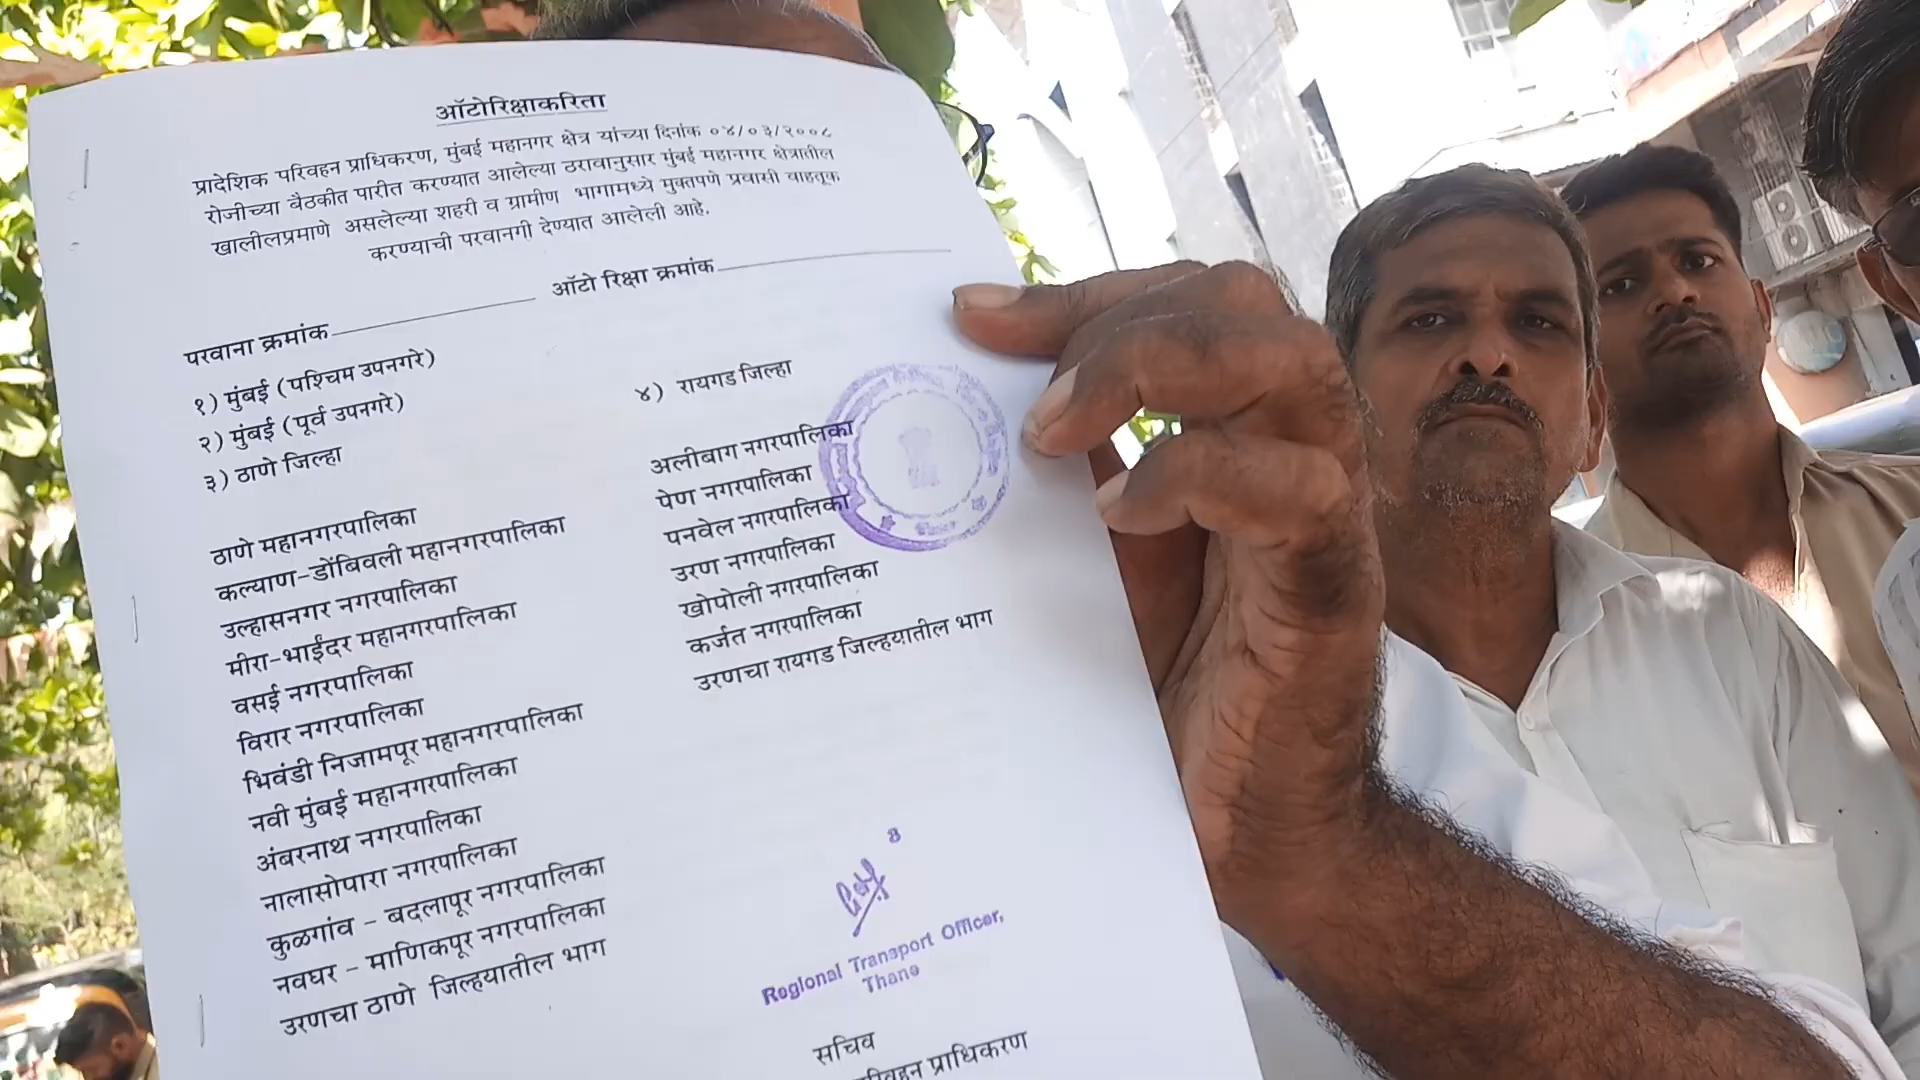 ऑटोरिक्षाकरिता
प्रादेशिक परिवहन प्राधिकरण, मुंबई महानगर क्षेत्र यांच्या दिनांक ०४/०३/२००८
रोजीच्या बैठकीत पारीत करण्यात आलेल्या ठरावानुसार मुंबई महानगर क्षेत्रातील
खालीलप्रमाणे असलेल्या शहरी व ग्रामीण भागामध्ये मुक्तपणे प्रवासी वाहतूक
करण्याची परवानगी देण्यात आलेली आहे.
परवाना क्रमांक ऑटो रिक्षा क्रमांक
१) मुंबई (पश्चिम उपनगरे)
२) मुंबई (पूर्व उपनगरे)
३) ठाणे जिल्हा
ठाणे महानगरपालिका
कल्याण-डोंबिवली महानगरपालिका
उल्हासनगर नगरपालिका
मीरा-भाईंदर महानगरपालिका
वसई नगरपालिका
विरार नगरपालिका
भिवंडी निजामपूर महानगरपालिका
नवी मुंबई महानगरपालिका
अंबरनाथ नगरपालिका
नालासोपारा नगरपालिका
कुळगांव - बदलापूर नगरपालिका
नवघर - माणिकपूर नगरपालिका
उरणचा ठाणे जिल्हयातील भाग
४) रायगड जिल्हा
अलीबाग नगरपालिका
पेण नगरपालिका
पनवेल नगरपालिका
उरण नगरपालिका
खोपोली नगरपालिका
कर्जत नगरपालिका
उरणचा रायगड जिल्हयातील भाग
Regional Transport Officer,
Thane
सचिव
प्राधिकरण